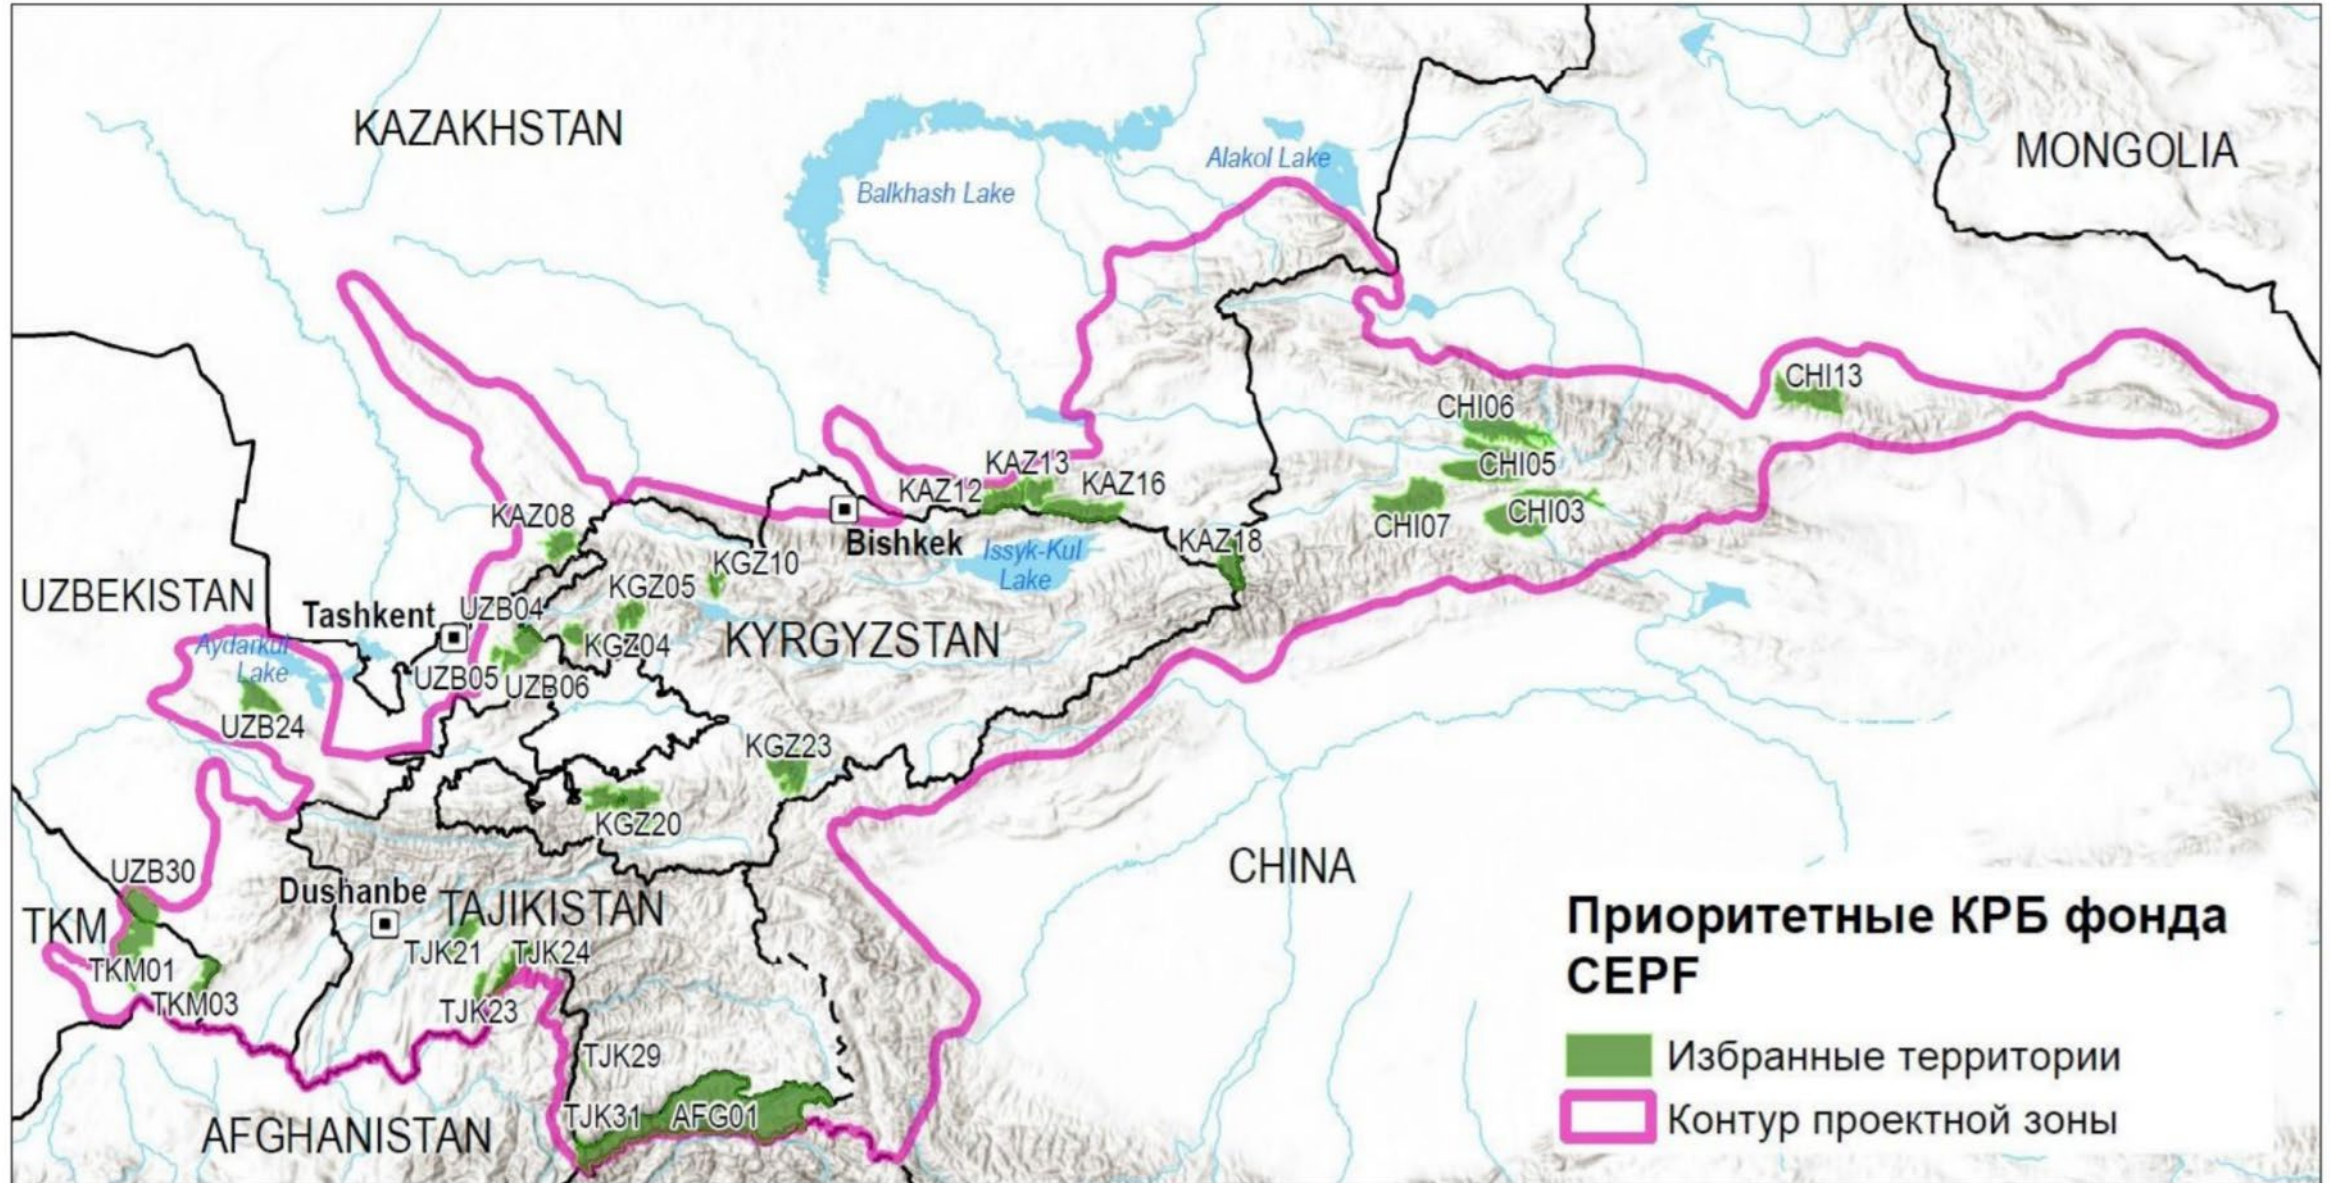 KAZAKHSTAN
MONGOLIA
Alakol Lake
Balkhash Lake
CHI13
CHI06
KAZ13
CHI05
KAZ12
KAZ16
KAZ08
CHI03
CHI07
Bishkek
KAZ18
Issyk-Kul
Lake
KGZ10
KGZ05
UZBEKISTAN
Tashkent
UZB04
KYRGYZSTAN
KGZ04
Aydarkul
Lake
UZB05
UZB06
UZB24
KGZ23
KGZ20
UZB30
CHINA
Dushanbe
TAJIKISTAN
TKM
TJK21
TJK24
TKM01
TKM03
TJK23
TJK29
TJK31
AFG01
AFGHANISTAN
Приоритетные КРБ фонда
CEPF
Избранные территории
Контур проектной зоны